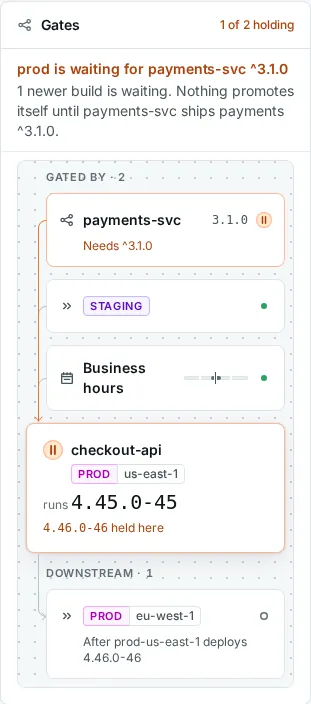 Gates 1 of 2 holding
prod is waiting for payments-svc ^3.1.0
1 newer build is waiting. Nothing promotes
itself until payments-svc ships payments
^3.1.0.
GATED BY · 2
payments-svc 3.1.0
Needs ^3.1.0
STAGING
Business
hours
checkout-api
PROD us-east-1
runs 4.45.0-45
4.46.0-46 held here
DOWNSTREAM · 1
PROD eu-west-1
After prod-us-east-1 deploys
4.46.0-46